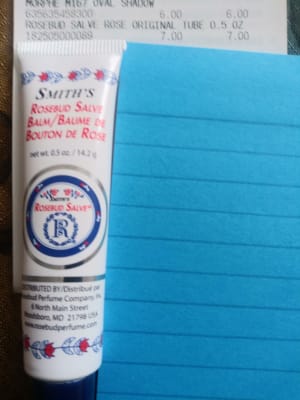 MORPHE M167 OVAL SHADOW
635635458300 6.00 6.00
ROSEBUD SALVE ROSE ORIGINAL TUBE 0.5 OZ
182505000089 7.00 7.00
SMITH'S
ROSEBUD SALVE
BALM/BAUME DE
BOUTON DE ROSE
net wt. 0.5 oz./14.2 g
SMITH'S
ROSEBUD SALVE
R
DISTRIBUTED BY/Distribué par
Rosebud Perfume Company, Inc.
6 North Main Street
Woodsboro, MD 21798 USA
www.rosebudperfume.com